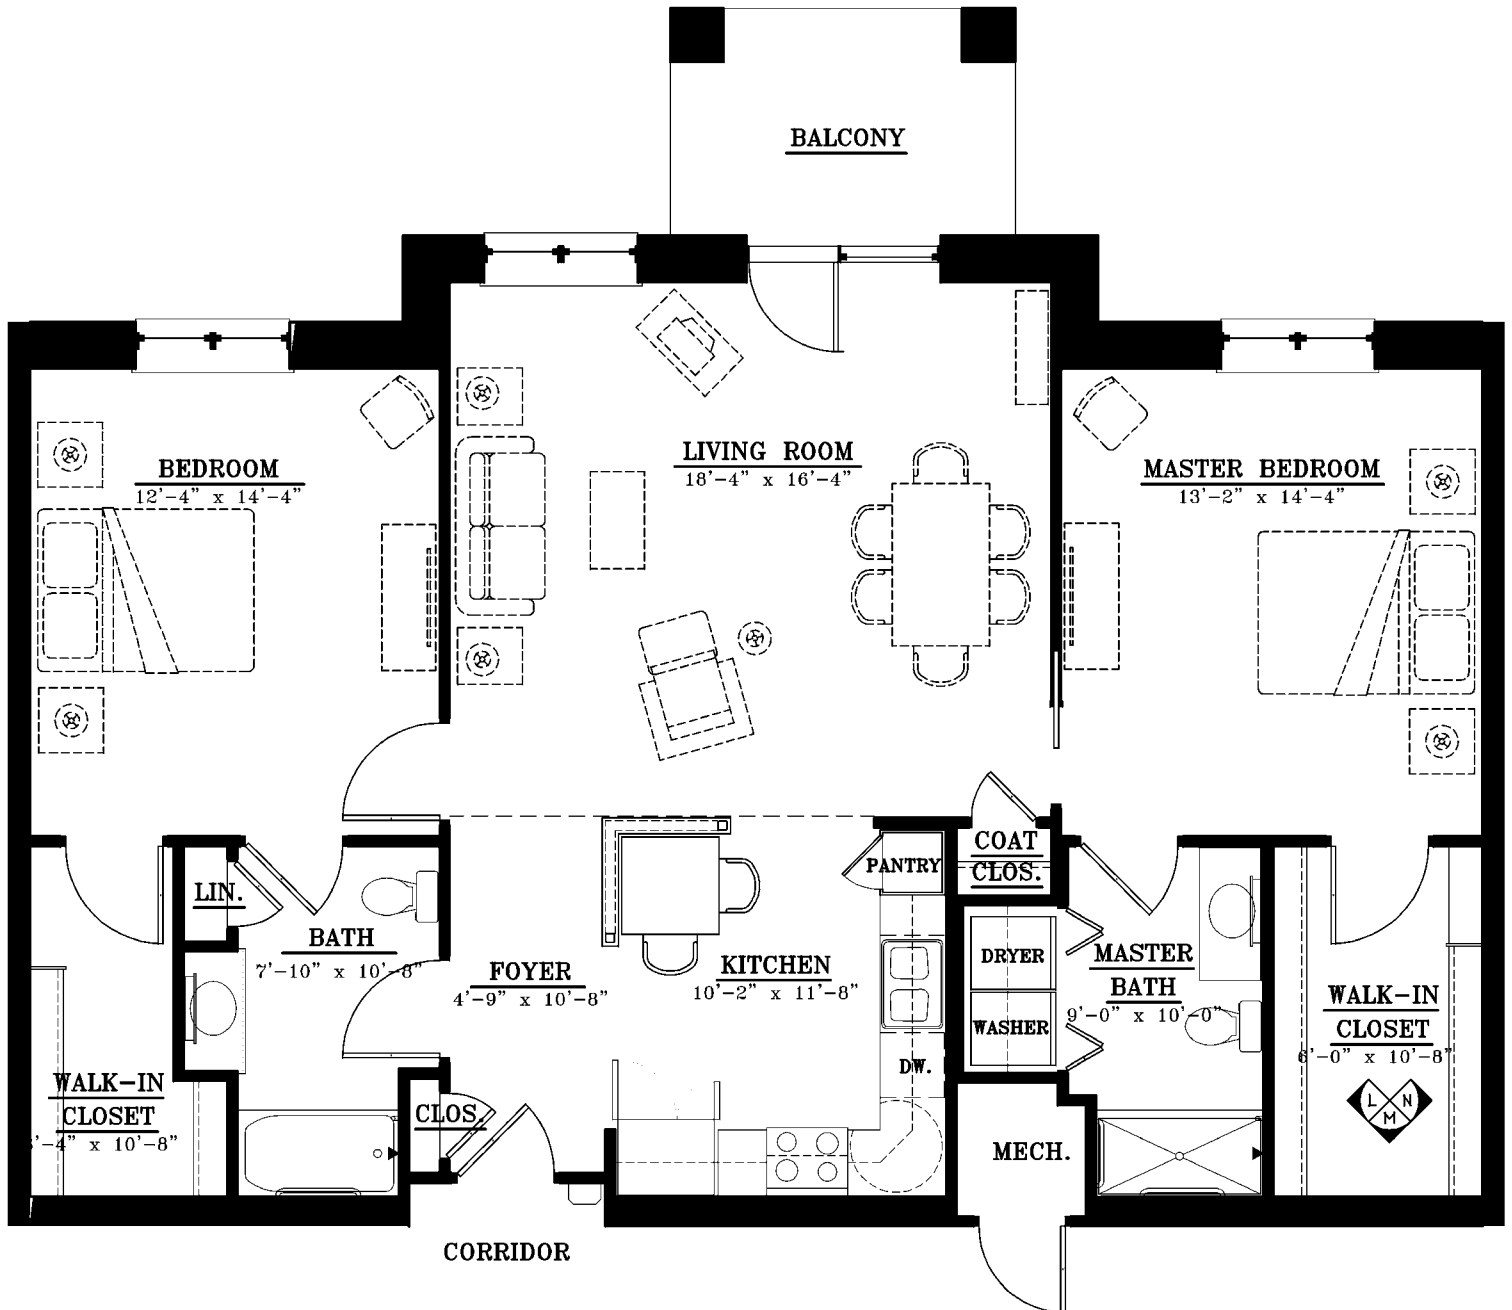 BALCONY
LIVING ROOM
18'-4" x 16'-4"
BEDROOM
12'-4" x 14'-4"
MASTER BEDROOM
13'-2" x 14'-4"
COAT
CLOS.
PANTRY
LIN.
BATH
7'-10" x 10'-8"
FOYER
4'-9" x 10'-8"
KITCHEN
10'-2" x 11'-8"
DRYER
WASHER
MASTER
BATH
9'-0" x 10'-0"
WALK-IN
CLOSET
6'-0" x 10'-8"
DW.
WALK-IN
CLOSET
'-4" x 10'-8"
CLOS.
L N
M
MECH.
CORRIDOR